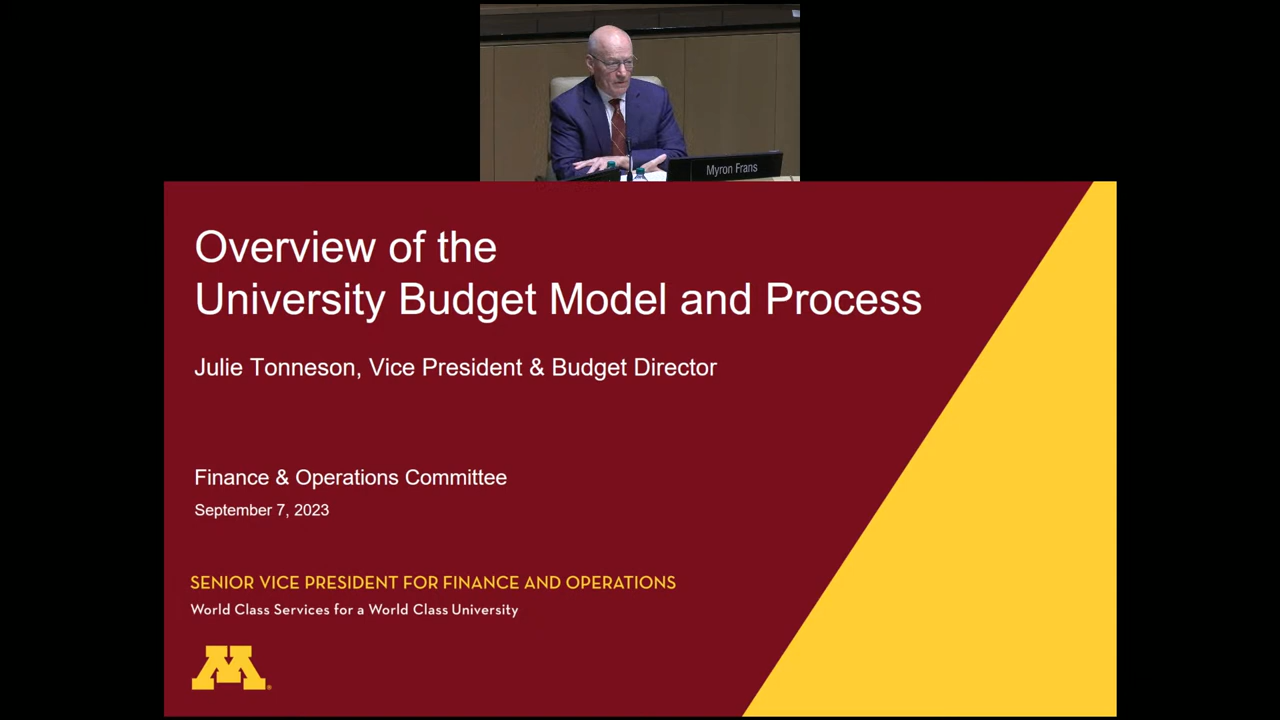 Myron Frans
Overview of the
University Budget Model and Process
Julie Tonneson, Vice President & Budget Director
Finance & Operations Committee
September 7, 2023
SENIOR VICE PRESIDENT FOR FINANCE AND OPERATIONS
World Class Services for a World Class University
M